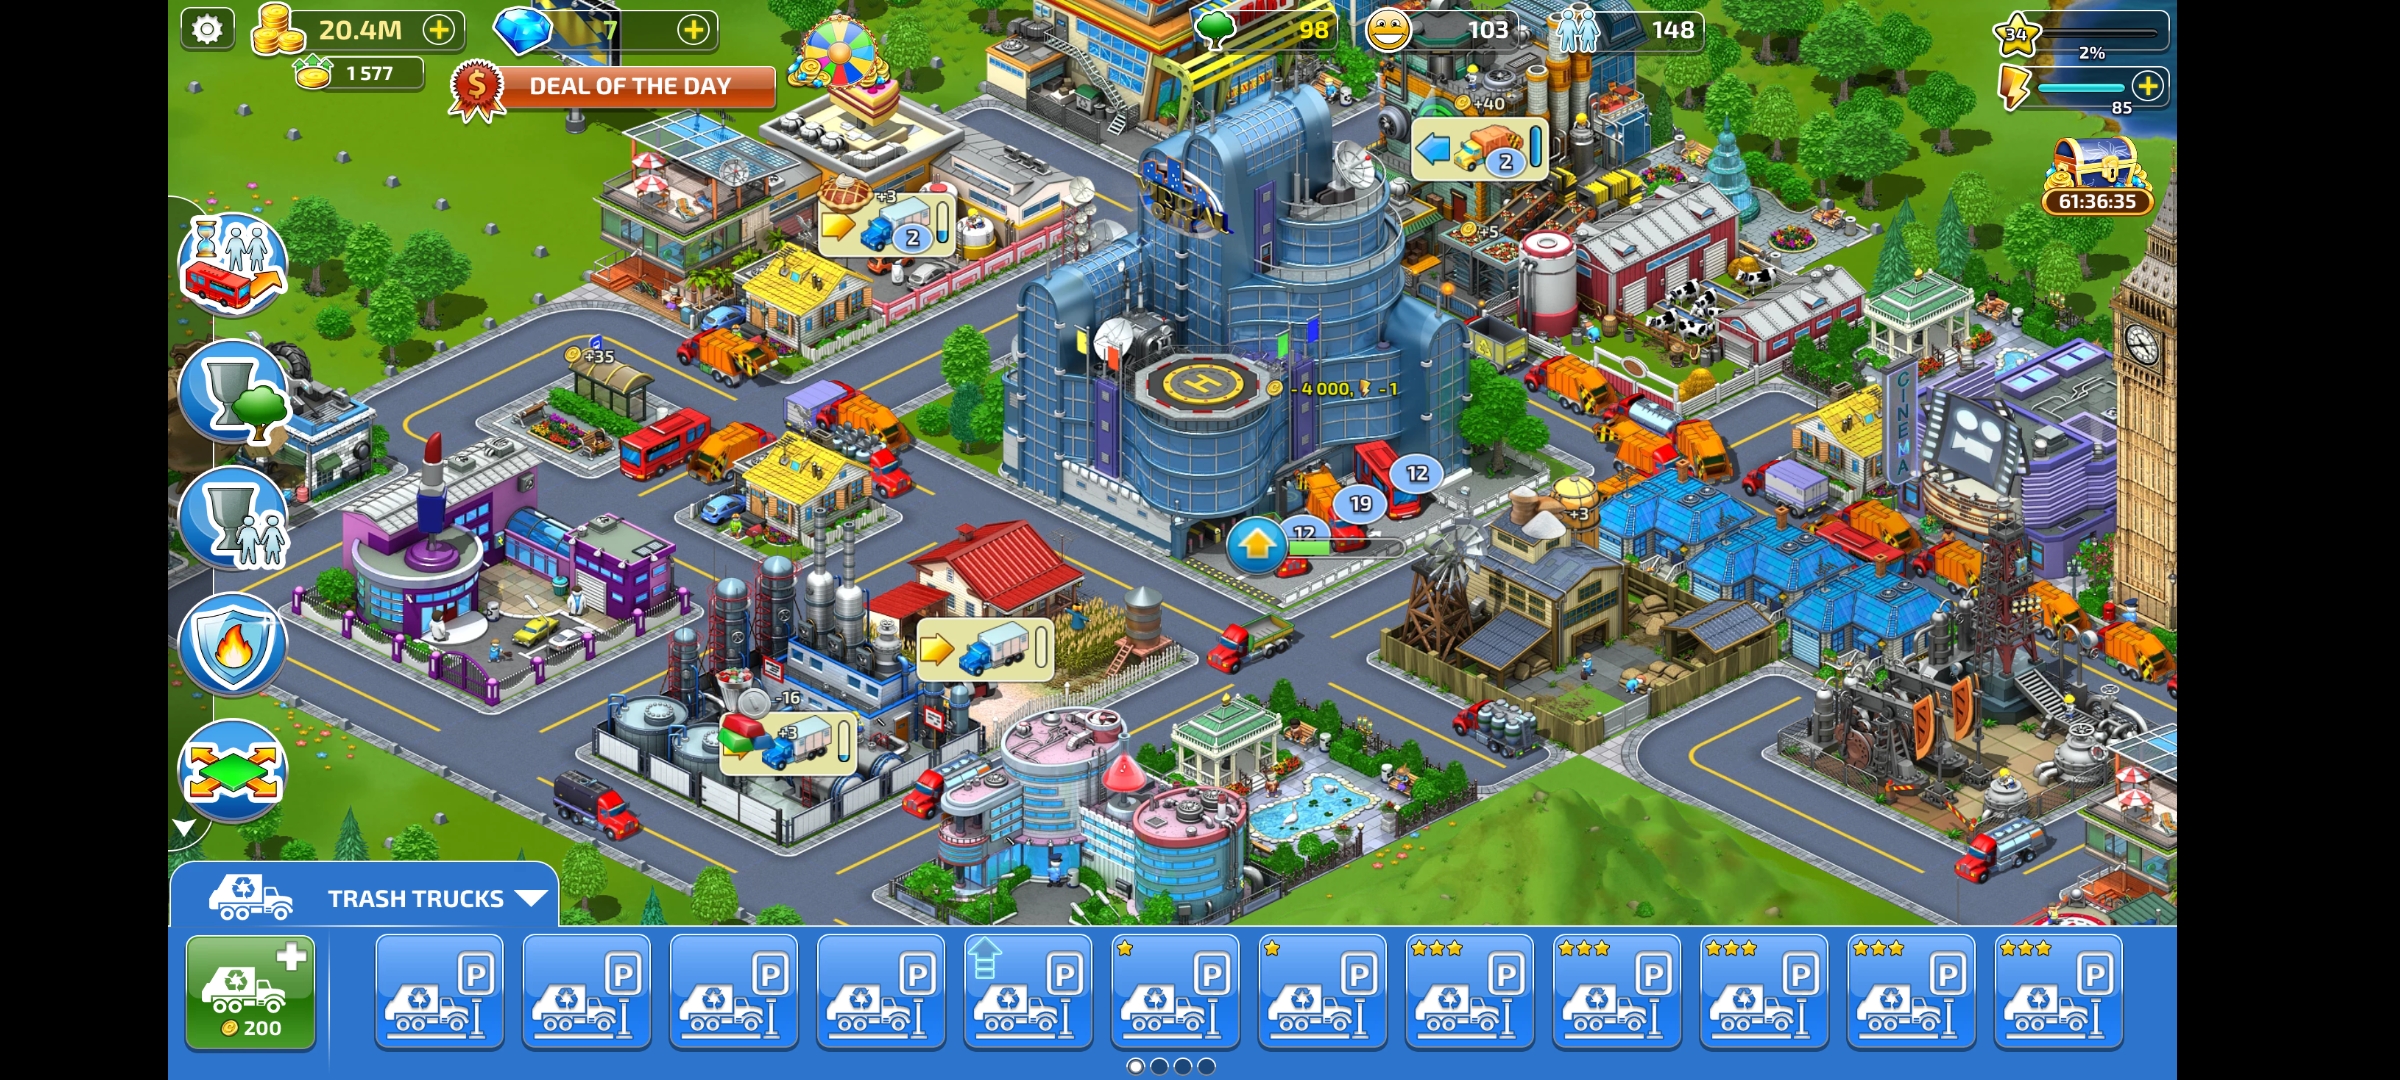 20.4M
7
98
103
148
34
2%
1 577
DEAL OF THE DAY
85
+40
2
61:36:35
+3
2
+5
+35
- 4 000, - 1
CINEMA
12
19
12
+3
-16
+3
H
TRASH TRUCKS
200
P
P
P
P
P
P
P
P
P
P
P
P